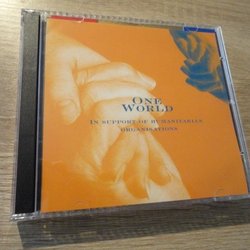 One
World
In support of humanitarian
organisations